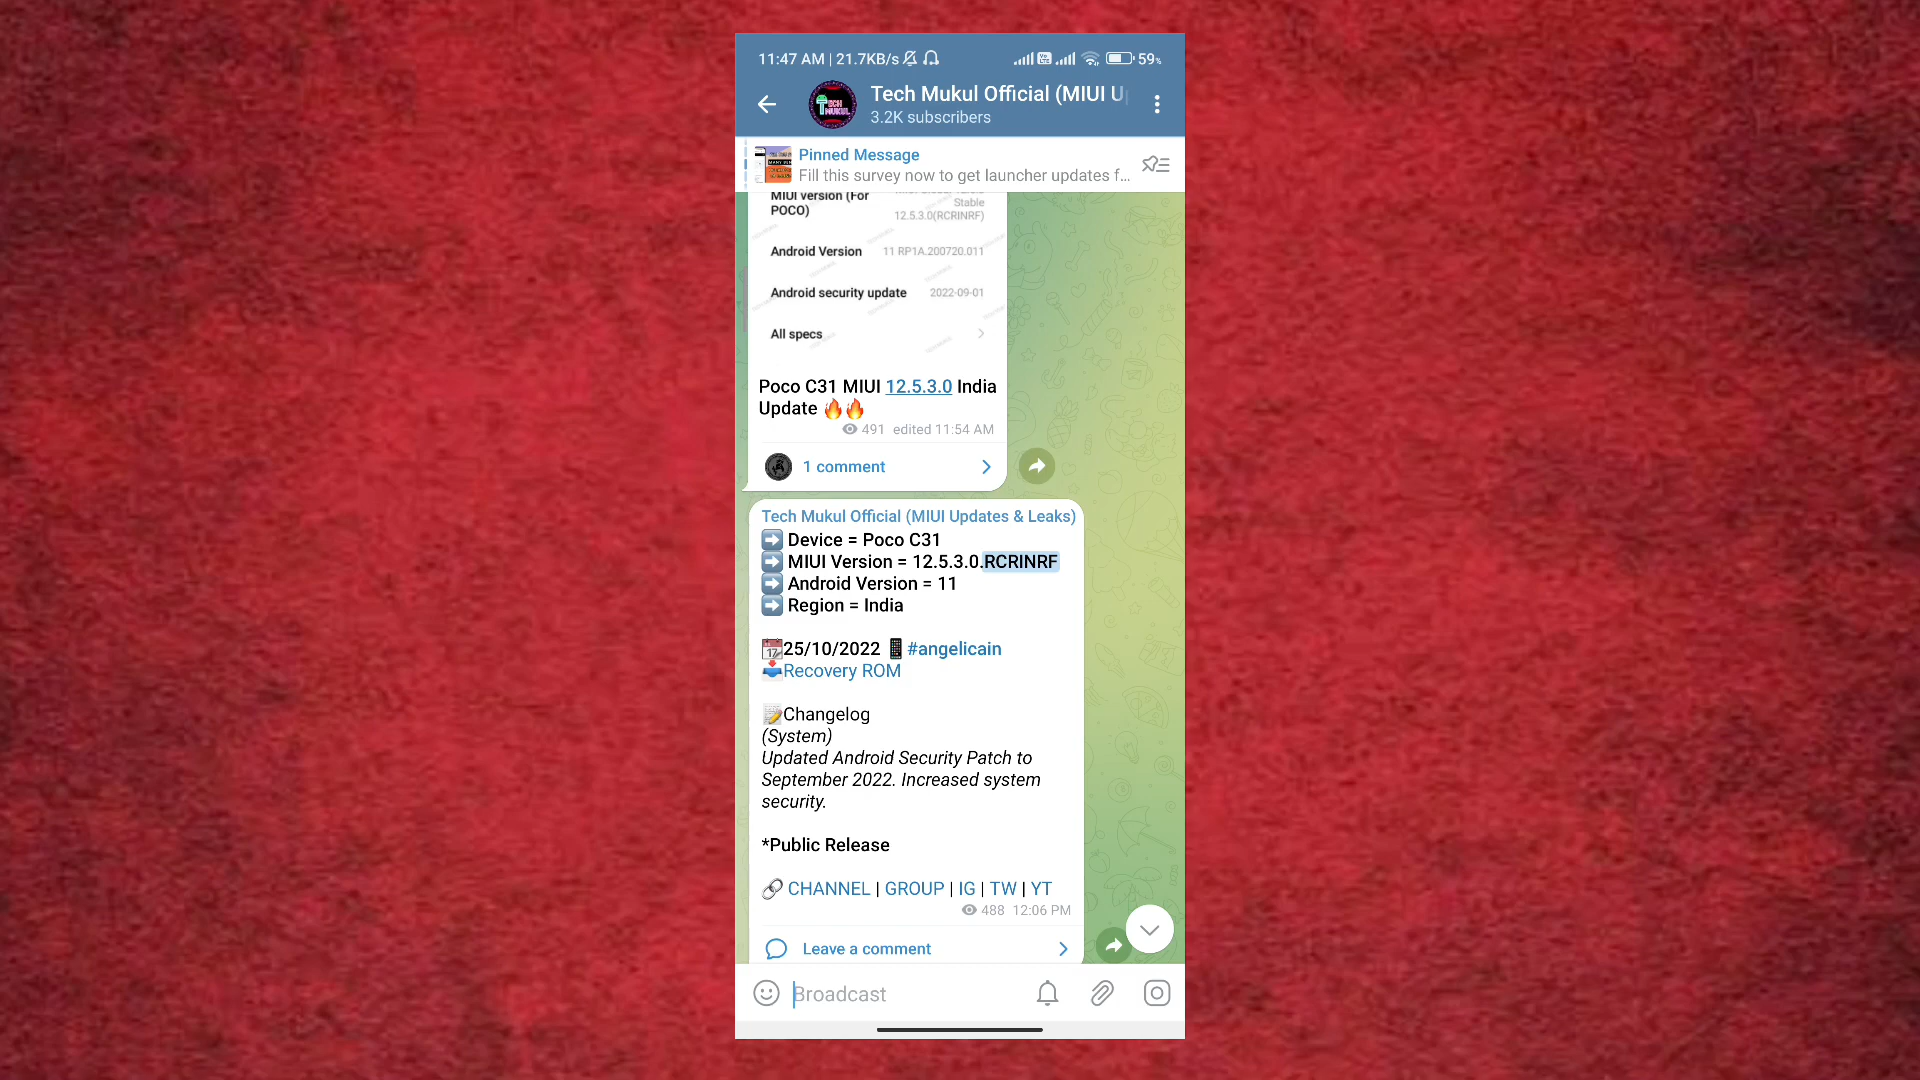 11:47 AM | 21.7KB/s 59%
Tech Mukul Official (MIUI U
3.2K subscribers
TECH
MUKUL
Pinned Message
Fill this survey now to get launcher updates f...
MIUI version (For
POCO)
Stable
12.5.3.0(RCRINRF)
Android Version 11 RP1A.200720.011
Android security update 2022-09-01
All specs
Poco C31 MIUI 12.5.3.0 India
Update 🔥🔥
491 edited 11:54 AM
1 comment
Tech Mukul Official (MIUI Updates & Leaks)
➡️ Device = Poco C31
➡️ MIUI Version = 12.5.3.0.RCRINRF
➡️ Android Version = 11
➡️ Region = India
📆25/10/2022 📱#angelicain
📥Recovery ROM
📝Changelog
(System)
Updated Android Security Patch to
September 2022. Increased system
security.
*Public Release
🔗 CHANNEL | GROUP | IG | TW | YT
488 12:06 PM
Leave a comment
Broadcast